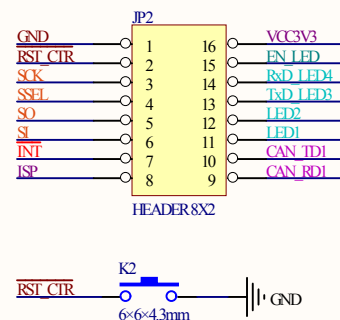 JP2
GND 1 16 VCC3V3
RST_CTR 2 15 EN_LED
SCK 3 14 RxD_LED4
SSEL 4 13 TxD_LED3
SO 5 12 LED2
SI 6 11 LED1
INT 7 10 CAN_TD1
ISP 8 9 CAN_RD1
HEADER 8X2
K2
RST_CTR
GND
6×6×4.3mm